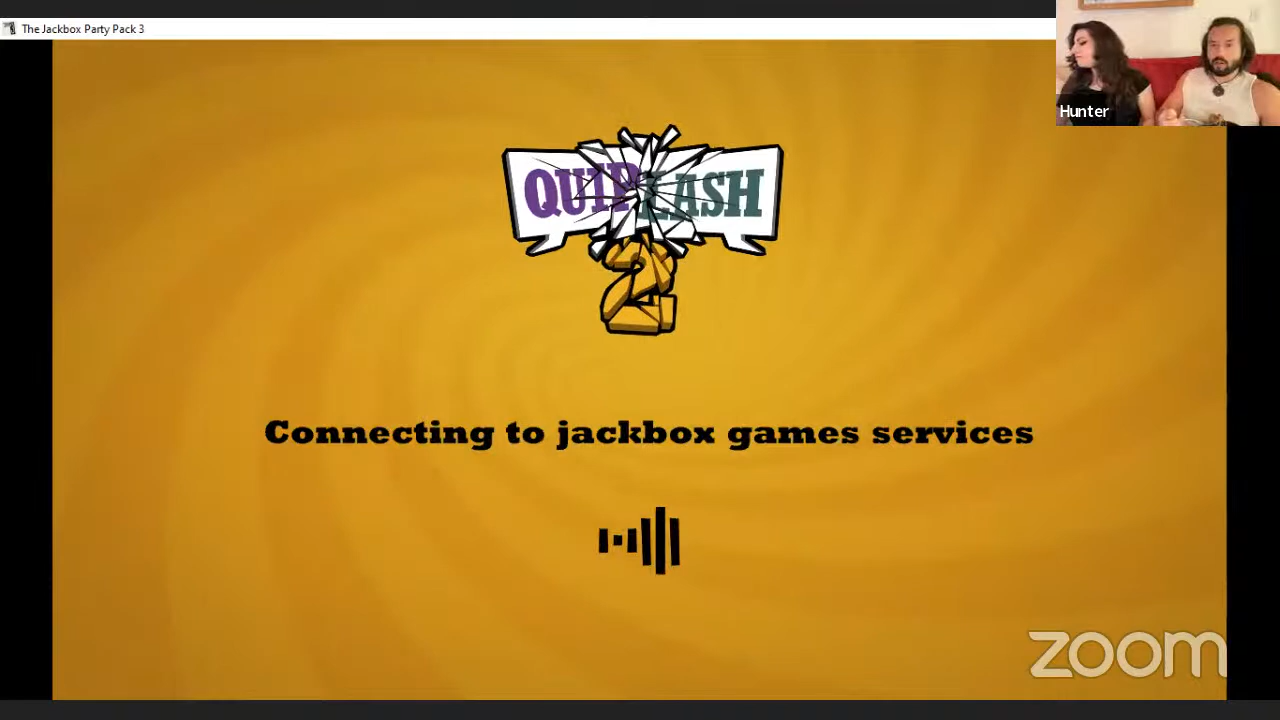 The Jackbox Party Pack 3
Hunter
QUIPLASH
2
Connecting to jackbox games services
zoom